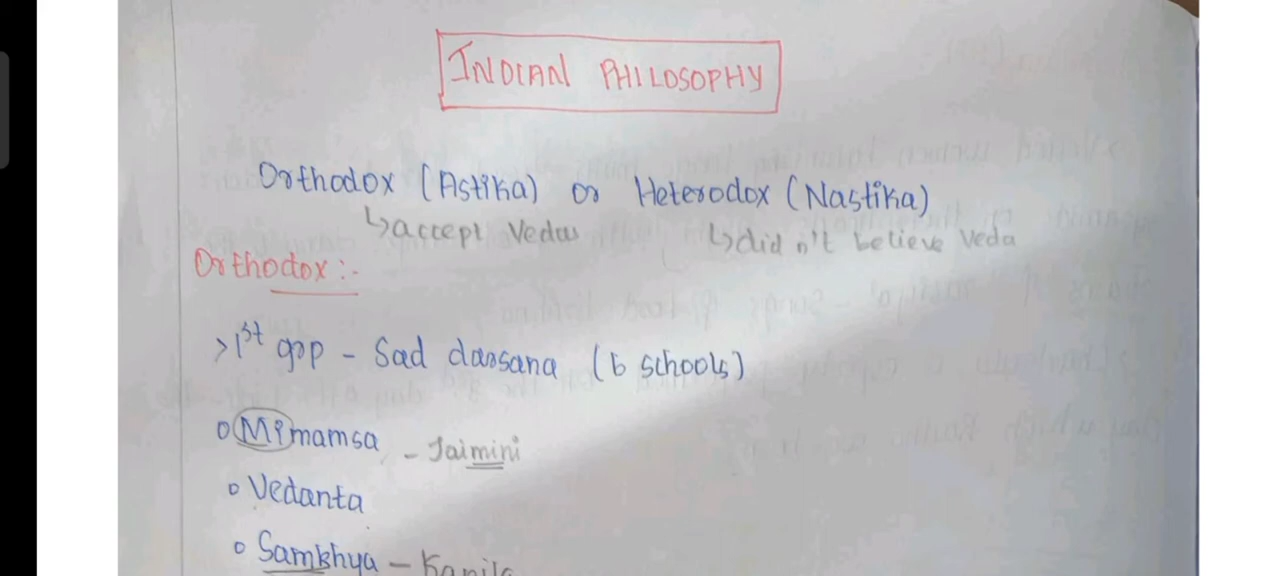 INDIAN PHILOSOPHY
Orthodox (Astika) or Heterodox (Nastika)
↳accept Vedas ↳did n't believe Veda
Orthodox :-
>1st grp - Sad darsana (6 schools)
o Mimamsa - Jaimini
o Vedanta
o Samkhya - Kapila